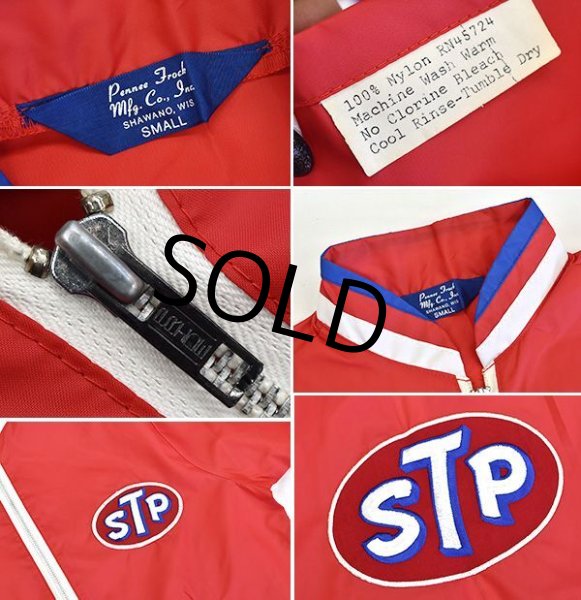 Pennee Frock
Mfg. Co., Inc.
SHAWANO, WIS
SMALL
100% Nylon RN45724
Machine Wash Warm
No Clorine Bleach
Cool Rinse-Tumble Dry
SOLD
Pennee Frock
Mfg. Co., Inc
SHAWANO, WIS
SMALL
STP
STP